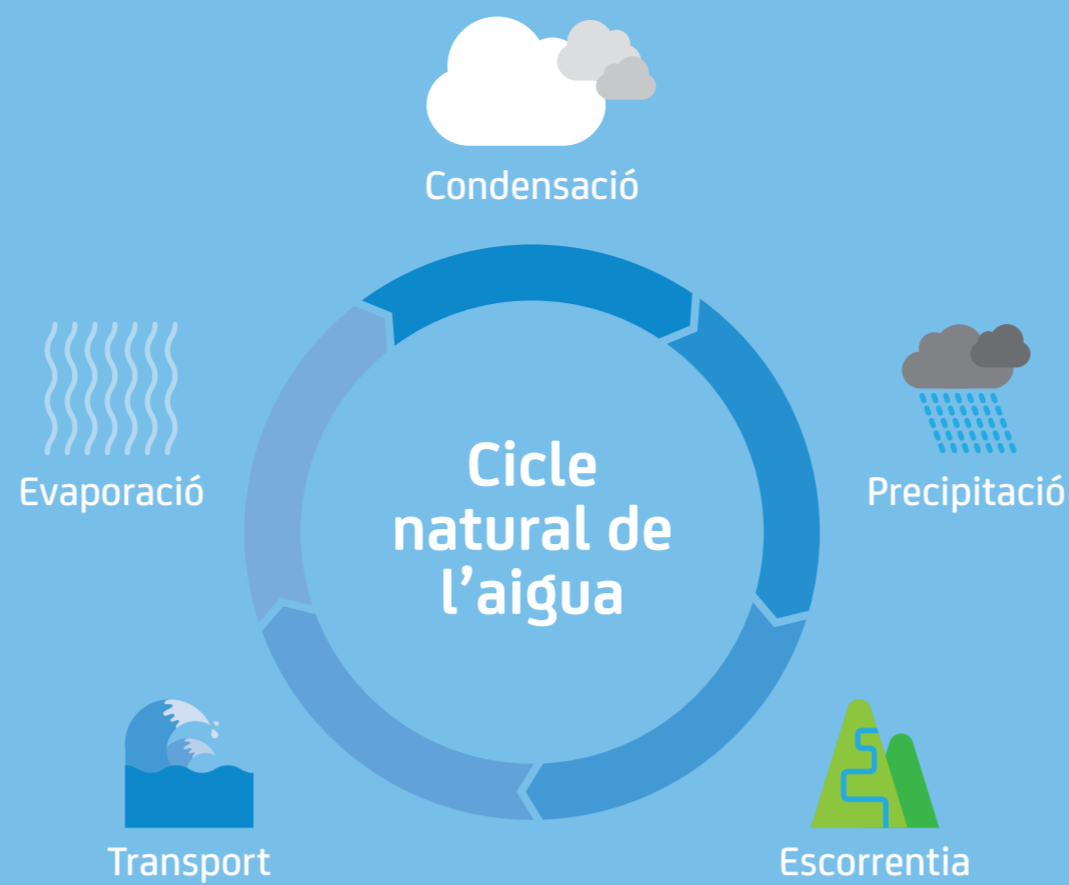 Condensació
Evaporació
Precipitació
Cicle
natural de
l’aigua
Transport
Escorrentia